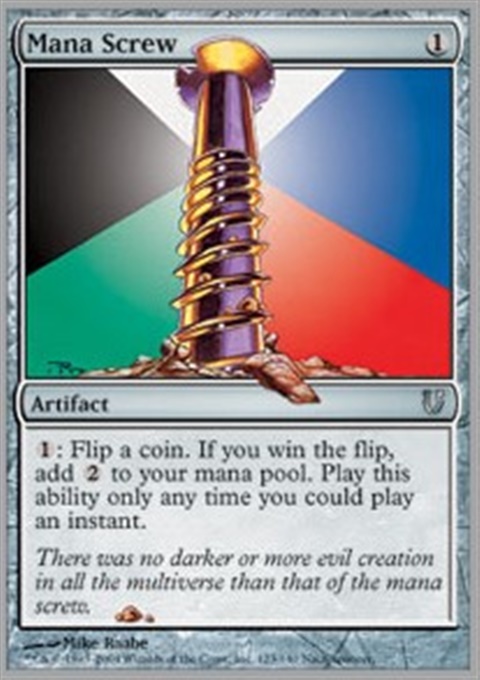 Mana Screw 1
Artifact
1: Flip a coin. If you win the flip,
add 2 to your mana pool. Play this
ability only any time you could play
an instant.
There was no darker or more evil creation
in all the multiverse than that of the mana
screw.
Mike Raabe